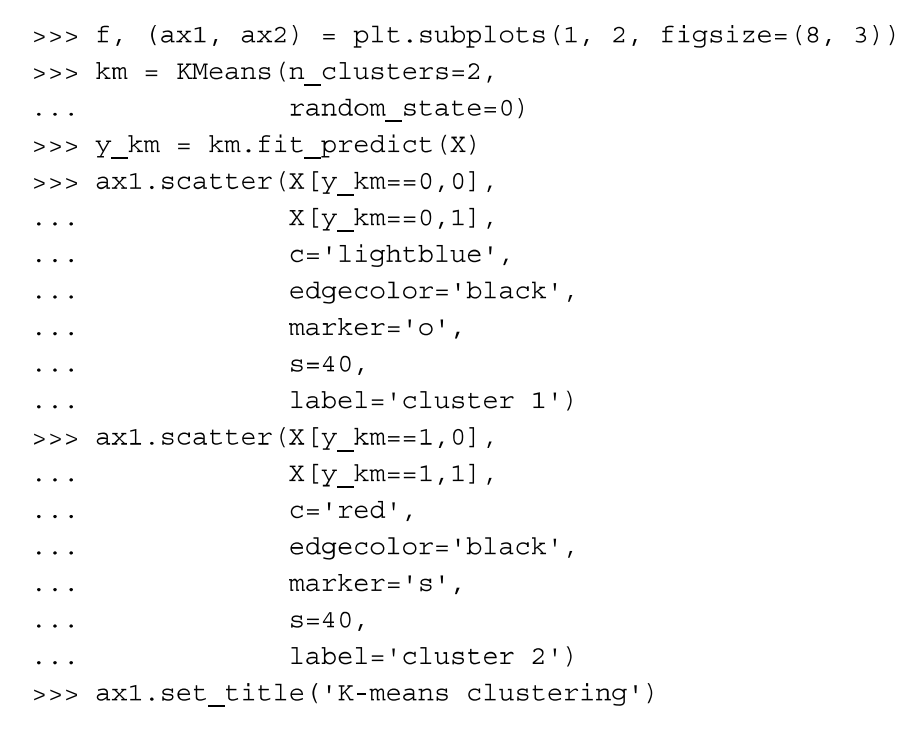 >>> f, (ax1, ax2) = plt.subplots(1, 2, figsize=(8, 3))
>>> km = KMeans(n_clusters=2,
...             random_state=0)
>>> y_km = km.fit_predict(X)
>>> ax1.scatter(X[y_km==0,0],
...             X[y_km==0,1],
...             c='lightblue',
...             edgecolor='black',
...             marker='o',
...             s=40,
...             label='cluster 1')
>>> ax1.scatter(X[y_km==1,0],
...             X[y_km==1,1],
...             c='red',
...             edgecolor='black',
...             marker='s',
...             s=40,
...             label='cluster 2')
>>> ax1.set_title('K-means clustering')